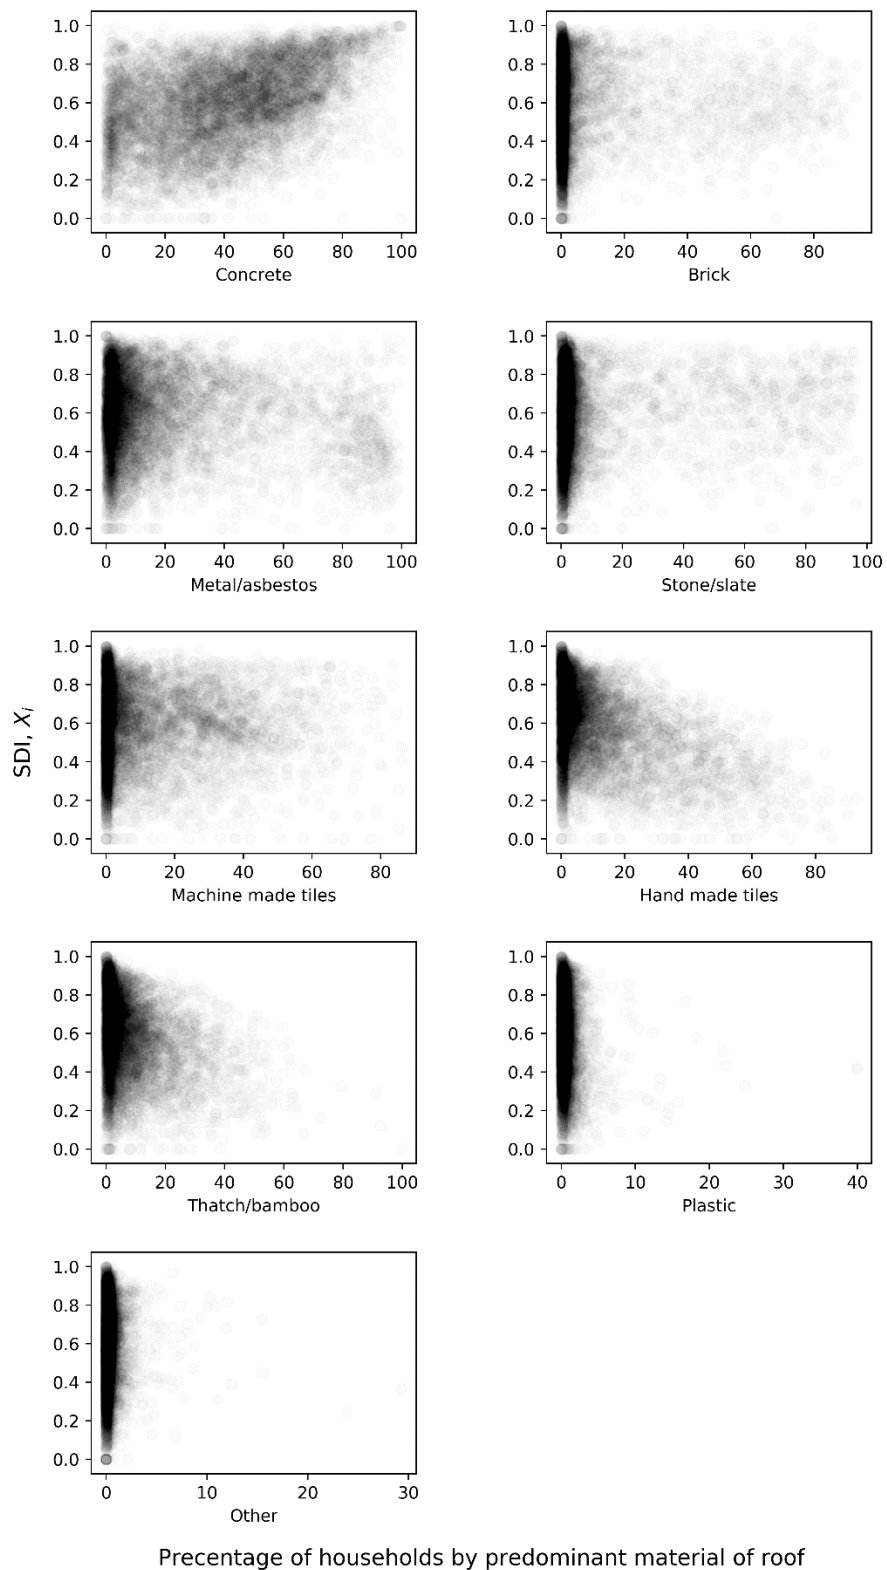 1.0
0.8
0.6
0.4
0.2
0.0
0 20 40 60 80 100
Concrete
1.0
0.8
0.6
0.4
0.2
0.0
0 20 40 60 80
Brick
1.0
0.8
0.6
0.4
0.2
0.0
0 20 40 60 80 100
Metal/asbestos
1.0
0.8
0.6
0.4
0.2
0.0
0 20 40 60 80 100
Stone/slate
SDI, Xi
1.0
0.8
0.6
0.4
0.2
0.0
0 20 40 60 80
Machine made tiles
1.0
0.8
0.6
0.4
0.2
0.0
0 20 40 60 80
Hand made tiles
1.0
0.8
0.6
0.4
0.2
0.0
0 20 40 60 80 100
Thatch/bamboo
1.0
0.8
0.6
0.4
0.2
0.0
0 10 20 30 40
Plastic
1.0
0.8
0.6
0.4
0.2
0.0
0 10 20 30
Other
Precentage of households by predominant material of roof